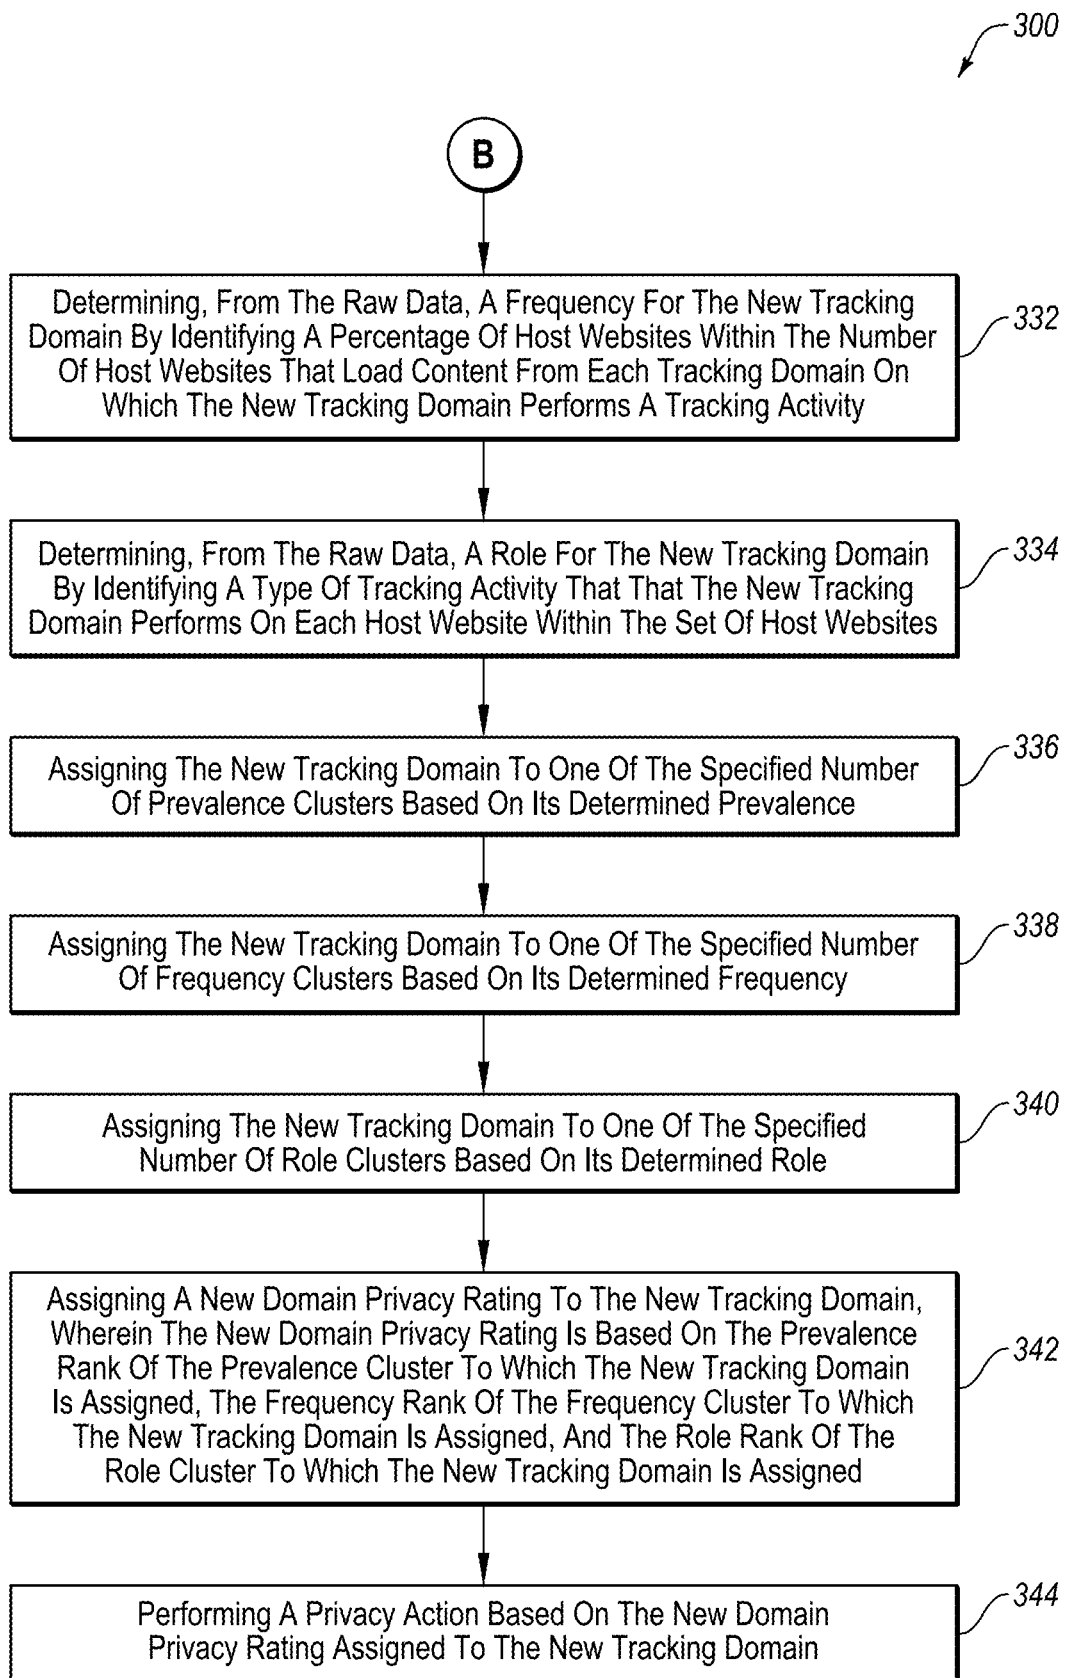 300
B
Determining, From The Raw Data, A Frequency For The New Tracking
Domain By Identifying A Percentage Of Host Websites Within The Number
Of Host Websites That Load Content From Each Tracking Domain On
Which The New Tracking Domain Performs A Tracking Activity
332
Determining, From The Raw Data, A Role For The New Tracking Domain
By Identifying A Type Of Tracking Activity That That The New Tracking
Domain Performs On Each Host Website Within The Set Of Host Websites
334
Assigning The New Tracking Domain To One Of The Specified Number
Of Prevalence Clusters Based On Its Determined Prevalence
336
Assigning The New Tracking Domain To One Of The Specified Number
Of Frequency Clusters Based On Its Determined Frequency
338
Assigning The New Tracking Domain To One Of The Specified
Number Of Role Clusters Based On Its Determined Role
340
Assigning A New Domain Privacy Rating To The New Tracking Domain,
Wherein The New Domain Privacy Rating Is Based On The Prevalence
Rank Of The Prevalence Cluster To Which The New Tracking Domain
Is Assigned, The Frequency Rank Of The Frequency Cluster To Which
The New Tracking Domain Is Assigned, And The Role Rank Of The
Role Cluster To Which The New Tracking Domain Is Assigned
342
Performing A Privacy Action Based On The New Domain
Privacy Rating Assigned To The New Tracking Domain
344